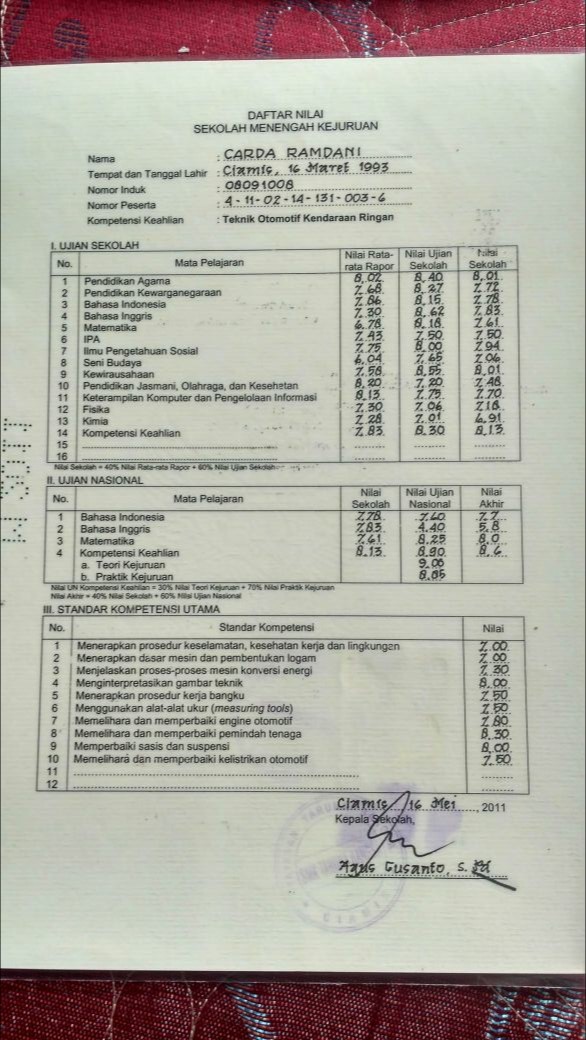 DAFTAR NILAI
SEKOLAH MENENGAH KEJURUAN
Nama : CARDA RAMDANI
Tempat dan Tanggal Lahir : Ciamis, 16 Maret 1993
Nomor Induk : 08091008
Nomor Peserta : 4-11-02-14-131-003-6
Kompetensi Keahlian : Teknik Otomotif Kendaraan Ringan
I. UJIAN SEKOLAH
No. Mata Pelajaran Nilai Rata-rata Rapor Nilai Ujian Sekolah Nilai Sekolah
1 Pendidikan Agama 8,02 8,40 8,01
2 Pendidikan Kewarganegaraan 7,68 8,27 7,72
3 Bahasa Indonesia 7,86 8,15 7,78
4 Bahasa Inggris 7,30 8,62 7,83
5 Matematika 6,78 8,18 7,61
6 IPA 7,43 7,50 7,50
7 Ilmu Pengetahuan Sosial 7,75 8,00 7,94
8 Seni Budaya 6,04 7,65 7,06
9 Kewirausahaan 7,58 8,55 8,01
10 Pendidikan Jasmani, Olahraga, dan Kesehetan 8,20 7,20 7,48
11 Keterampilan Komputer dan Pengelolaan Informasi 8,13 7,75 7,70
12 Fisika 7,30 7,06 7,18
13 Kimia 7,28 7,01 6,91
14 Kompetensi Keahlian 7,83 8,30 8,13
15
16
Nilai Sekolah = 40% Nilai Rata-rata Rapor + 60% Nilai Ujian Sekolah
II. UJIAN NASIONAL
No. Mata Pelajaran Nilai Sekolah Nilai Ujian Nasional Nilai Akhir
1 Bahasa Indonesia 7,78 7,60 7,7
2 Bahasa Inggris 7,83 4,40 5,8
3 Matematika 7,61 8,25 8,0
4 Kompetensi Keahlian 8,13 8,90 8,6
a. Teori Kejuruan 9,00
b. Praktik Kejuruan 8,85
Nilai UN Kompetensi Keahlian = 30% Nilai Teori Kejuruan + 70% Nilai Praktik Kejuruan
Nilai Akhir = 40% Nilai Sekolah + 60% Nilai Ujian Nasional
III. STANDAR KOMPETENSI UTAMA
No. Standar Kompetensi Nilai
1 Menerapkan prosedur keselamatan, kesehatan kerja dan lingkungan 7,00
2 Menerapkan dasar mesin dan pembentukan logam 7,00
3 Menjelaskan proses-proses mesin konversi energi 7,30
4 Menginterpretasikan gambar teknik 8,00
5 Menerapkan prosedur kerja bangku 7,50
6 Menggunakan alat-alat ukur (measuring tools) 7,50
7 Memelihara dan memperbaiki engine otomotif 7,80
8 Memelihara dan memperbaiki pemindah tenaga 8,30
9 Memperbaiki sasis dan suspensi 8,00
10 Memelihara dan memperbaiki kelistrikan otomotif 7,50
11
12
Ciamis, 16 Mei, 2011
Kepala Sekolah,
Agus Gusanto, S.Pd